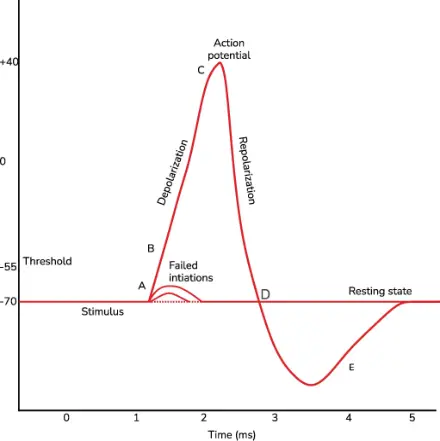 Action
potential
+40
C
Depolarization
Repolarization
0
B
Threshold
-55
Failed
intiations
A
D
Resting state
-70
Stimulus
E
0 1 2 3 4 5
Time (ms)